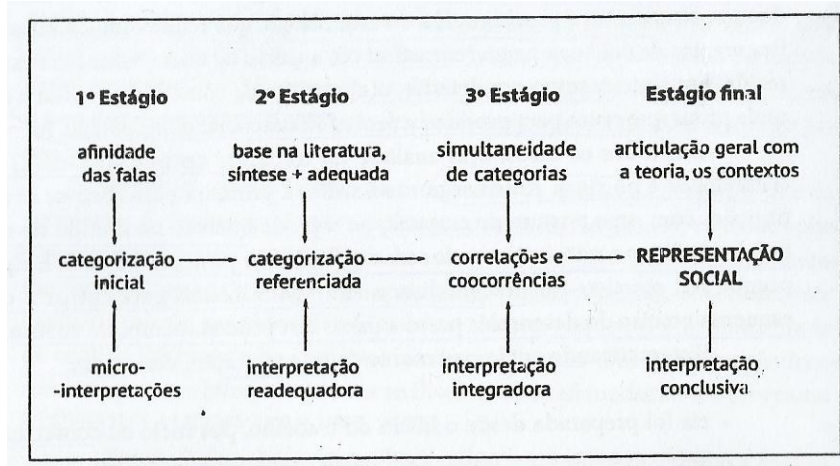 1º Estágio
2º Estágio
3º Estágio
Estágio final
afinidade
das falas
base na literatura,
síntese + adequada
simultaneidade
de categorias
articulação geral com
a teoria, os contextos
categorização
inicial
categorização
referenciada
correlações e
coocorrências
REPRESENTAÇÃO
SOCIAL
micro-
-interpretações
interpretação
readequadora
interpretação
integradora
interpretação
conclusiva